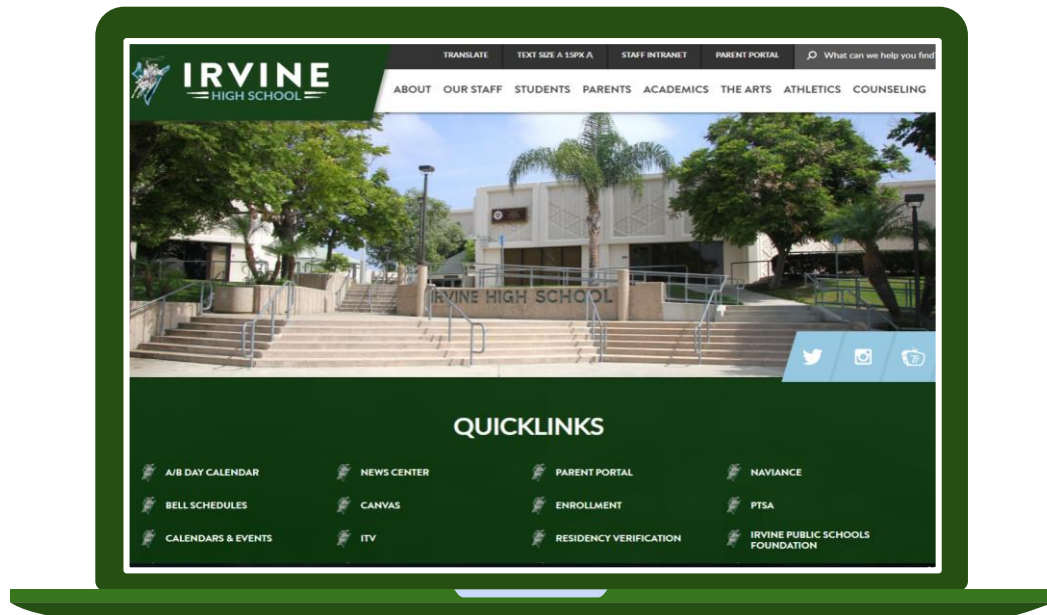 TRANSLATE TEXT SIZE A 15PX A STAFF INTRANET PARENT PORTAL What can we help you find
IRVINE
HIGH SCHOOL
ABOUT OUR STAFF STUDENTS PARENTS ACADEMICS THE ARTS ATHLETICS COUNSELING
IRVINE HIGH SCHOOL
QUICKLINKS
A/B DAY CALENDAR NEWS CENTER PARENT PORTAL NAVIANCE
BELL SCHEDULES CANVAS ENROLLMENT PTSA
CALENDARS & EVENTS ITV RESIDENCY VERIFICATION IRVINE PUBLIC SCHOOLS
FOUNDATION